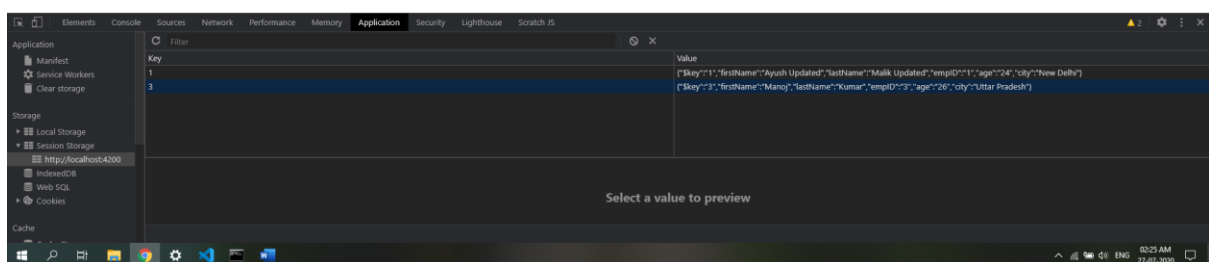 Elements Console Sources Network Performance Memory Application Security Lighthouse Scratch JS 2
Application
Manifest
Service Workers
Clear storage
Storage
Local Storage
Session Storage
http://localhost:4200
IndexedDB
Web SQL
Cookies
Cache
Filter
Key Value
1 {"$key":"1","firstName":"Ayush Updated","lastName":"Malik Updated","empID":"1","age":"24","city":"New Delhi"}
3 {"$key":"3","firstName":"Manoj","lastName":"Kumar","empID":"3","age":"26","city":"Uttar Pradesh"}
Select a value to preview
ENG 02:25 AM
27-07-2020